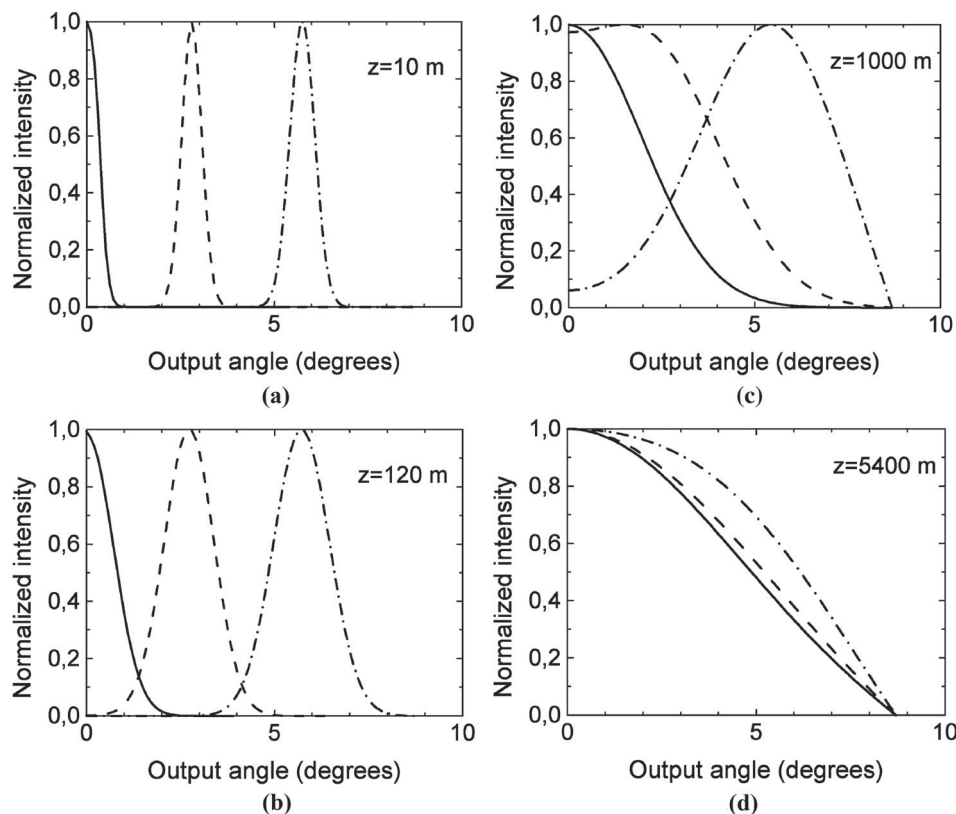 1,0
0,8
0,6
0,4
0,2
0,0
Normalized intensity
z=10 m
0
5
10
Output angle (degrees)
(a)
1,0
0,8
0,6
0,4
0,2
0,0
Normalized intensity
z=120 m
0
5
10
Output angle (degrees)
(b)
1,0
0,8
0,6
0,4
0,2
0,0
Normalized intensity
z=1000 m
0
5
10
Output angle (degrees)
(c)
1,0
0,8
0,6
0,4
0,2
0,0
Normalized intensity
z=5400 m
0
5
10
Output angle (degrees)
(d)